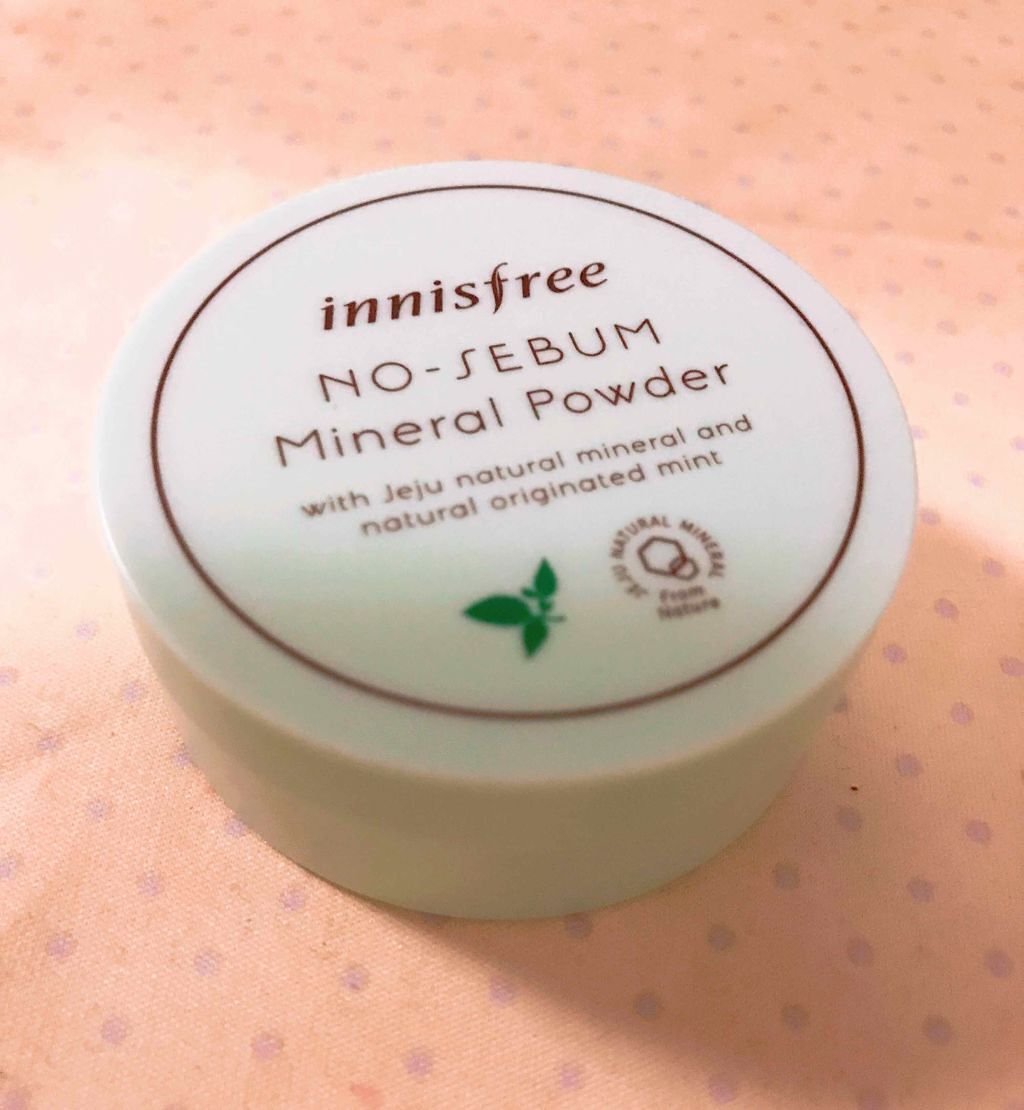 innisfree
NO-SEBUM
Mineral Powder
with Jeju natural mineral and
natural originated mint
JEJU NATURAL MINERAL
From
Nature